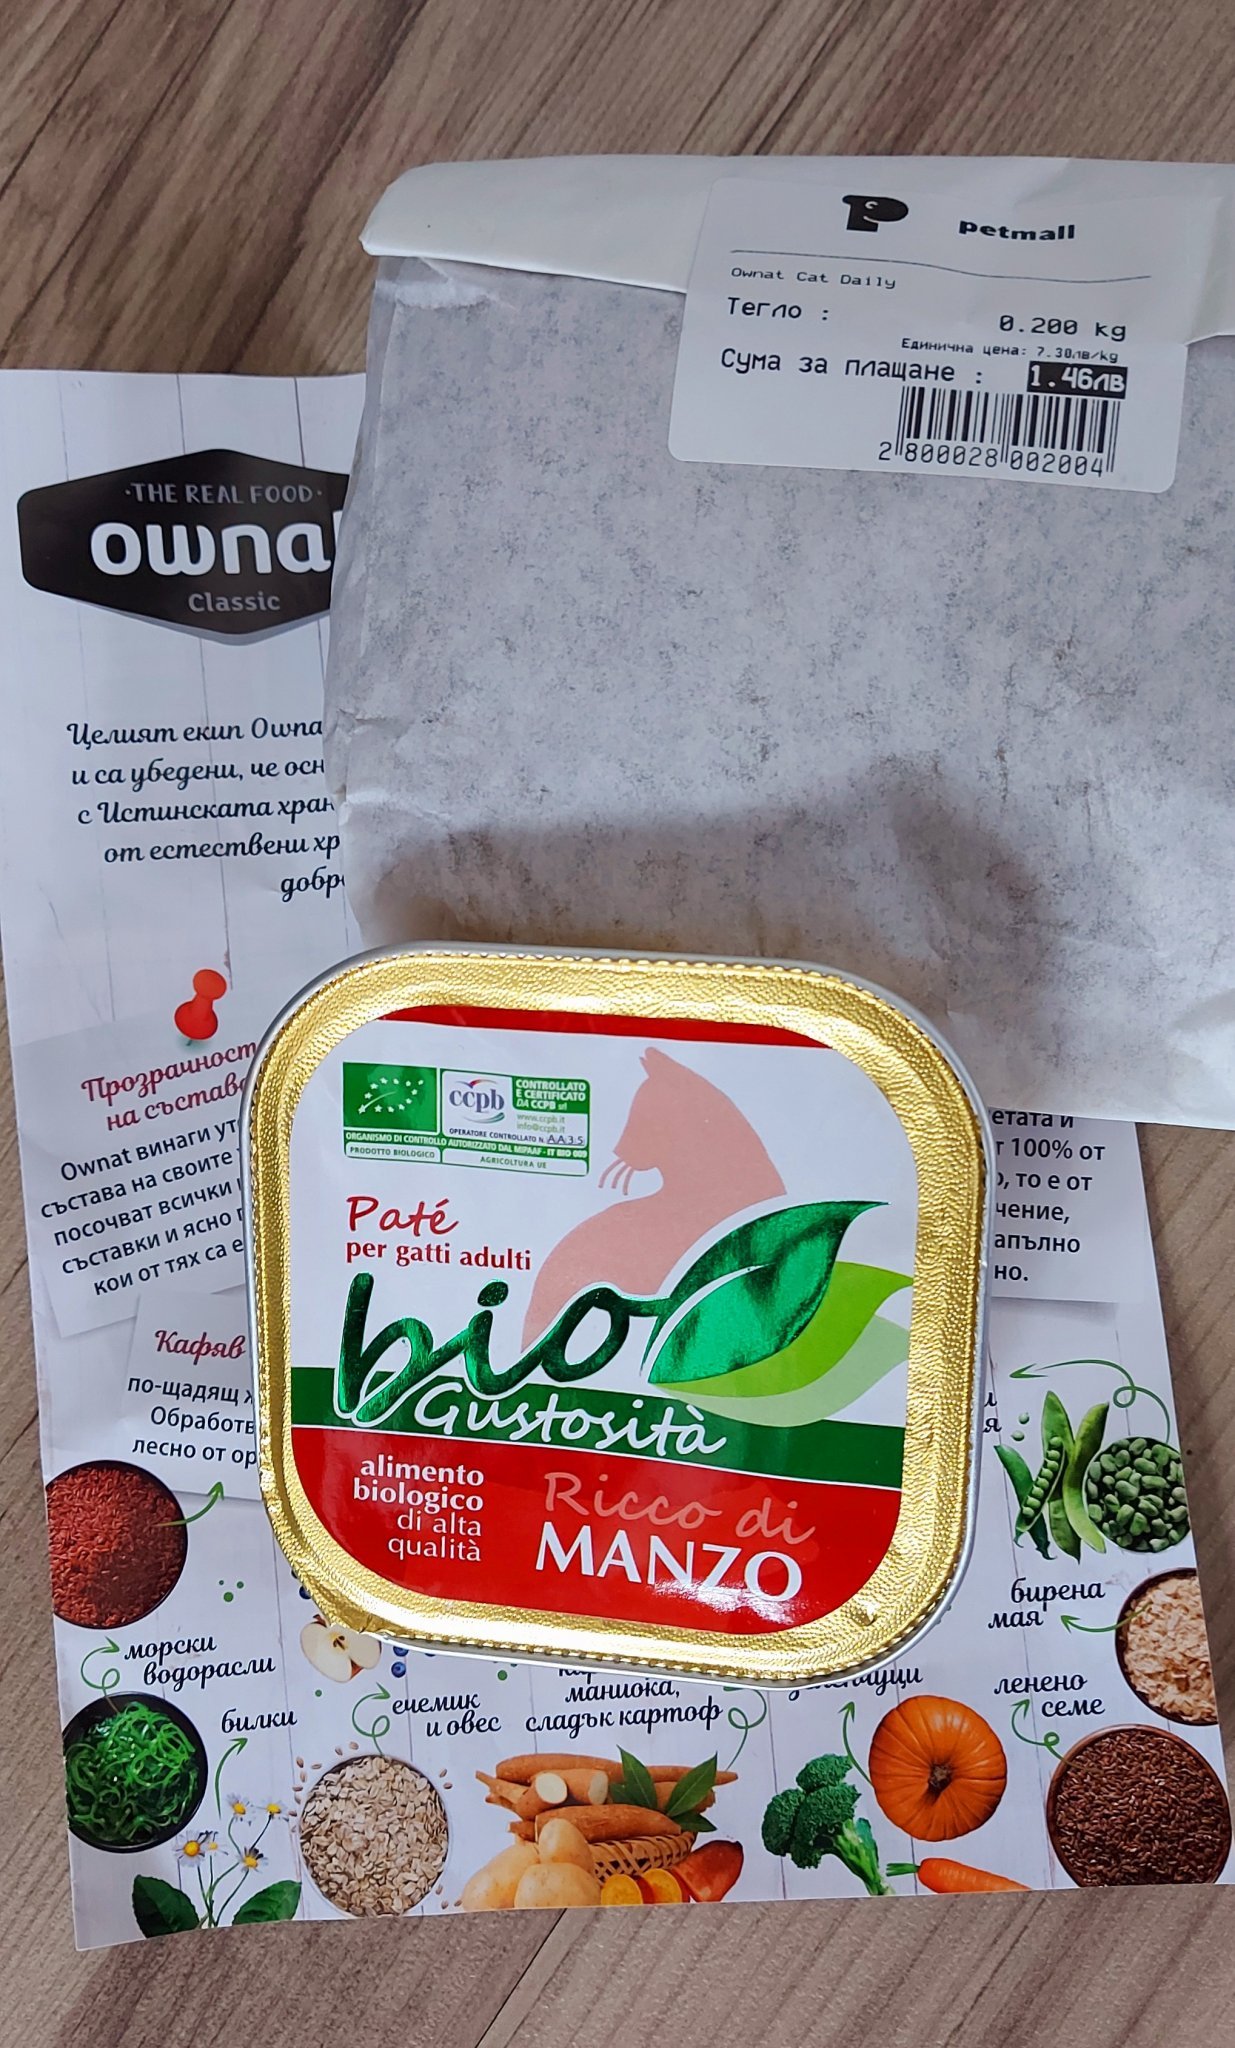 petmall
Ownat Cat Daily
Тегло : 0.200 kg
Единична цена: 7.30лв/kg
Сума за плащане : 1.46лв
2 800028 002004
·THE REAL FOOD·
owna
Classic
Целият екип Owna
и са убедени, че осн
с Истинската хран
от естествени хр
добр
Прозрачност
на състава
Ownat винаги ут
състава на своите
посочват всички
съставки и ясно
кои от тях са е
Кафяв
по-щадящ
Обработв
лесно от ор
етата и
т 100% от
, то е от
чение,
апълно
но.
ccpb
CONTROLLATO
E CERTIFICATO
DA CCPB srl
www.ccpb.it
info@ccpb.it
OPERATORE CONTROLLATO N. AA35
ORGANISMO DI CONTROLLO AUTORIZZATO DAL MIPAAF - IT BIO 009
PRODOTTO BIOLOGICO
AGRICOLTURA UE
Paté
per gatti adulti
bio
Gustosità
alimento
biologico
di alta
qualità
Ricco di
MANZO
морски
водорасли
билки
ечемик
и овес
маниока,
сладък картоф
бирена
мая
ленено
семе